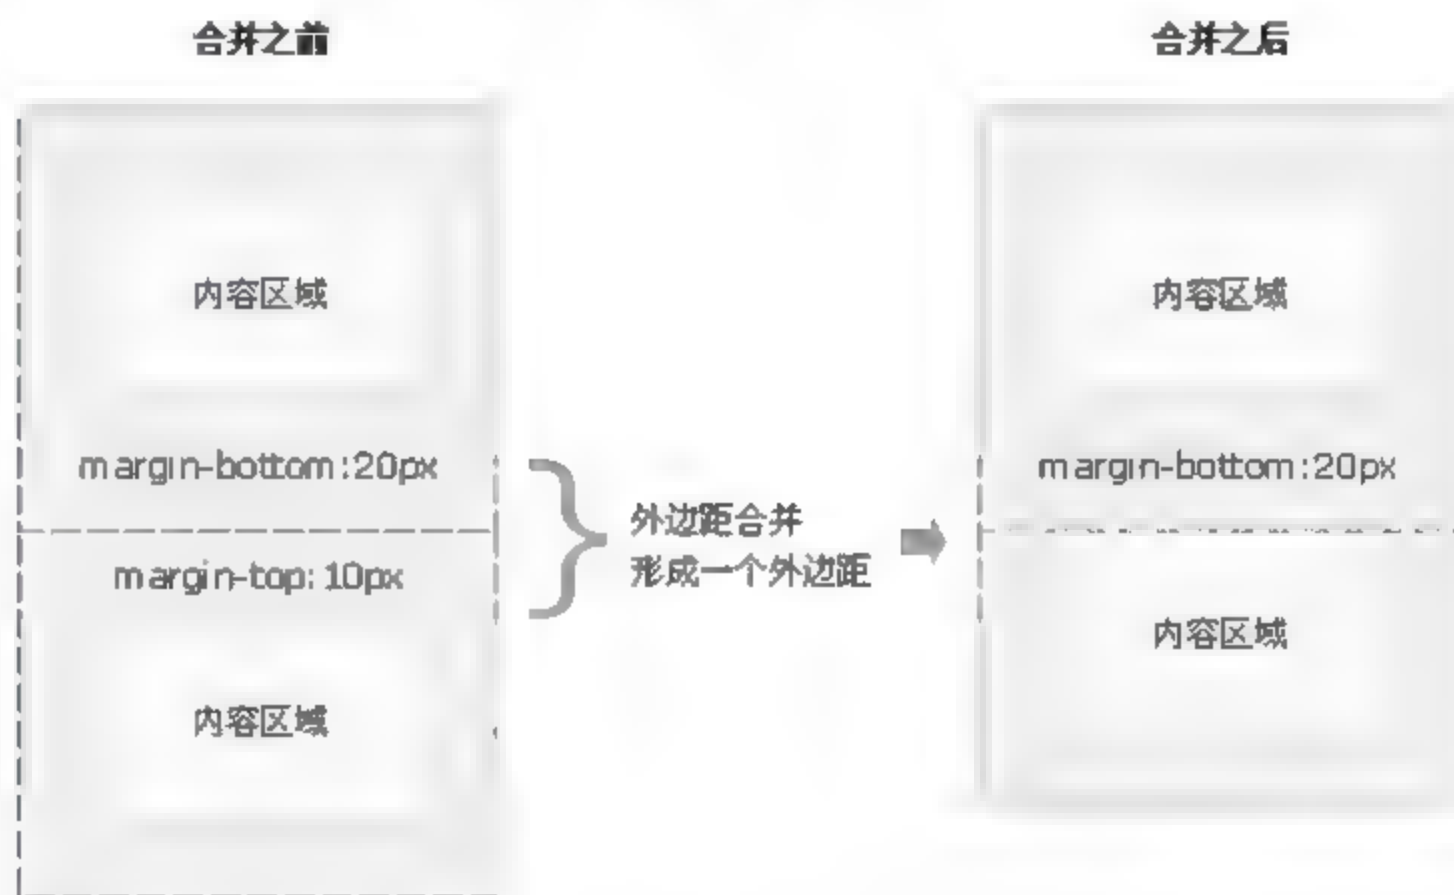 合并之前
合并之后
内容区域
内容区域
margin-bottom:20px
margin-bottom:20px
外边距合并
形成一个外边距
margin-top:10px
内容区域
内容区域